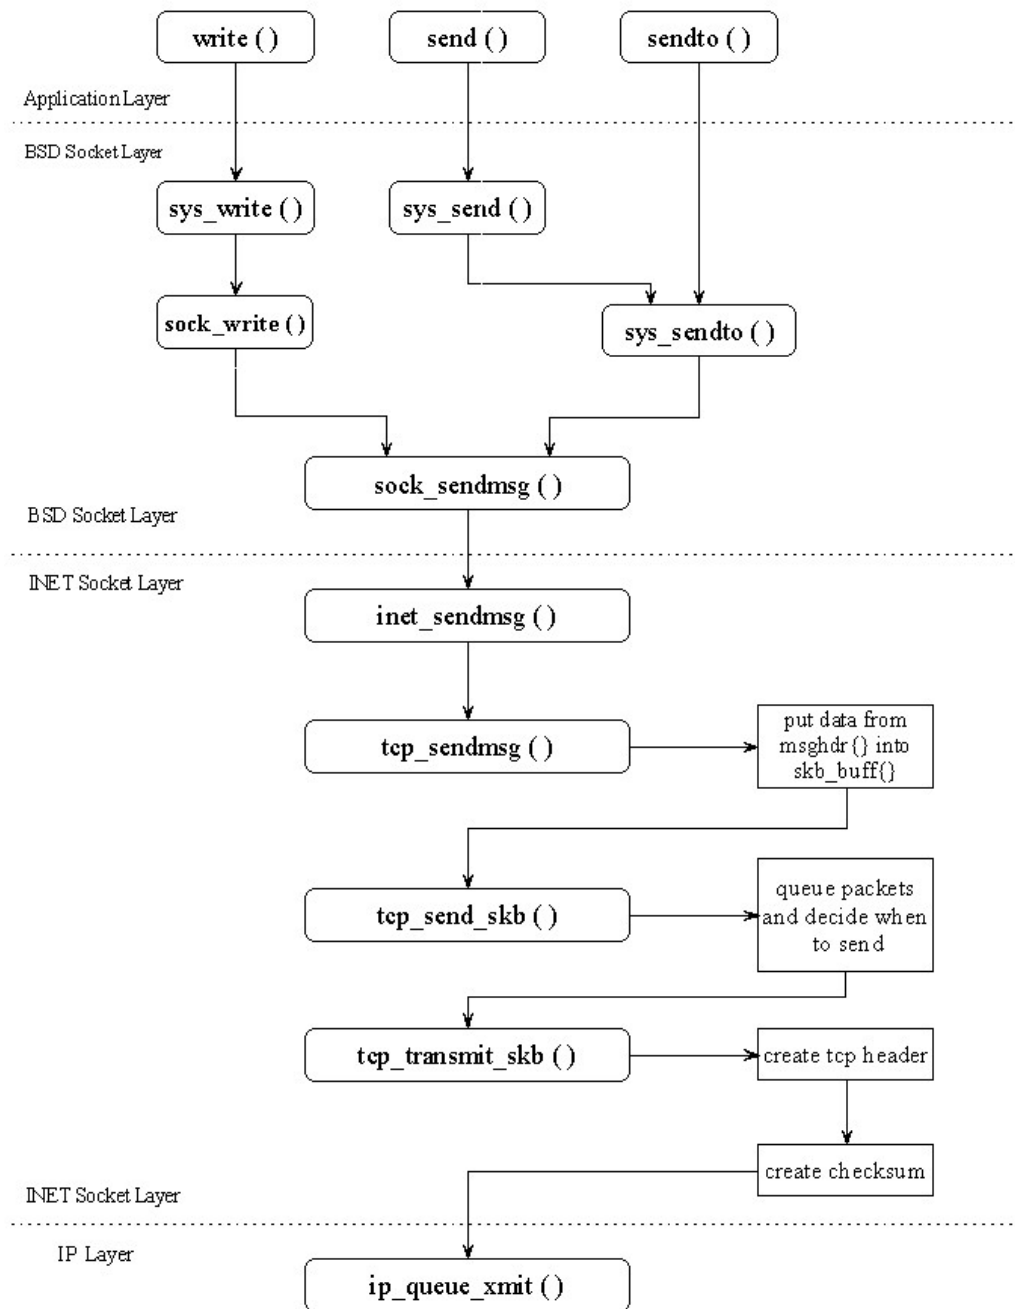 write ( )
send ( )
sendto ( )
Application Layer
BSD Socket Layer
sys_write ( )
sys_send ( )
sock_write ( )
sys_sendto ( )
sock_sendmsg ( )
BSD Socket Layer
INET Socket Layer
inet_sendmsg ( )
tcp_sendmsg ( )
put data from
msghdr{} into
skb_buff{}
tcp_send_skb ( )
queue packets
and decide when
to send
tcp_transmit_skb ( )
create tcp header
create checksum
INET Socket Layer
IP Layer
ip_queue_xmit ( )